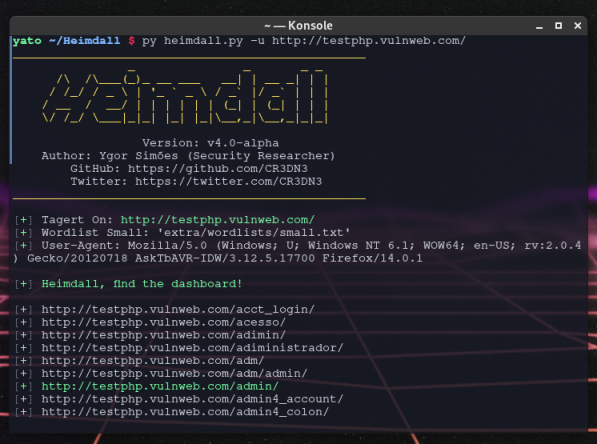 ~ — Konsole
yato ~/Heimdall $ py heimdall.py -u http://testphp.vulnweb.com/
heimdall
Version: v4.0-alpha
Author: Ygor Simões (Security Researcher)
GitHub: https://github.com/CR3DN3
Twitter: https://twitter.com/CR3DN3
[+] Tagert On: http://testphp.vulnweb.com/
[+] Wordlist Small: 'extra/wordlists/small.txt'
[+] User-Agent: Mozilla/5.0 (Windows; U; Windows NT 6.1; WOW64; en-US; rv:2.0.4
) Gecko/20120718 AskTbAVR-IDW/3.12.5.17700 Firefox/14.0.1
[+] Heimdall, find the dashboard!
[+] http://testphp.vulnweb.com/acct_login/
[+] http://testphp.vulnweb.com/acesso/
[+] http://testphp.vulnweb.com/adimin/
[+] http://testphp.vulnweb.com/adiministrador/
[+] http://testphp.vulnweb.com/adm/
[+] http://testphp.vulnweb.com/adm/admin/
[+] http://testphp.vulnweb.com/admin/
[+] http://testphp.vulnweb.com/admin4_account/
[+] http://testphp.vulnweb.com/admin4_colon/